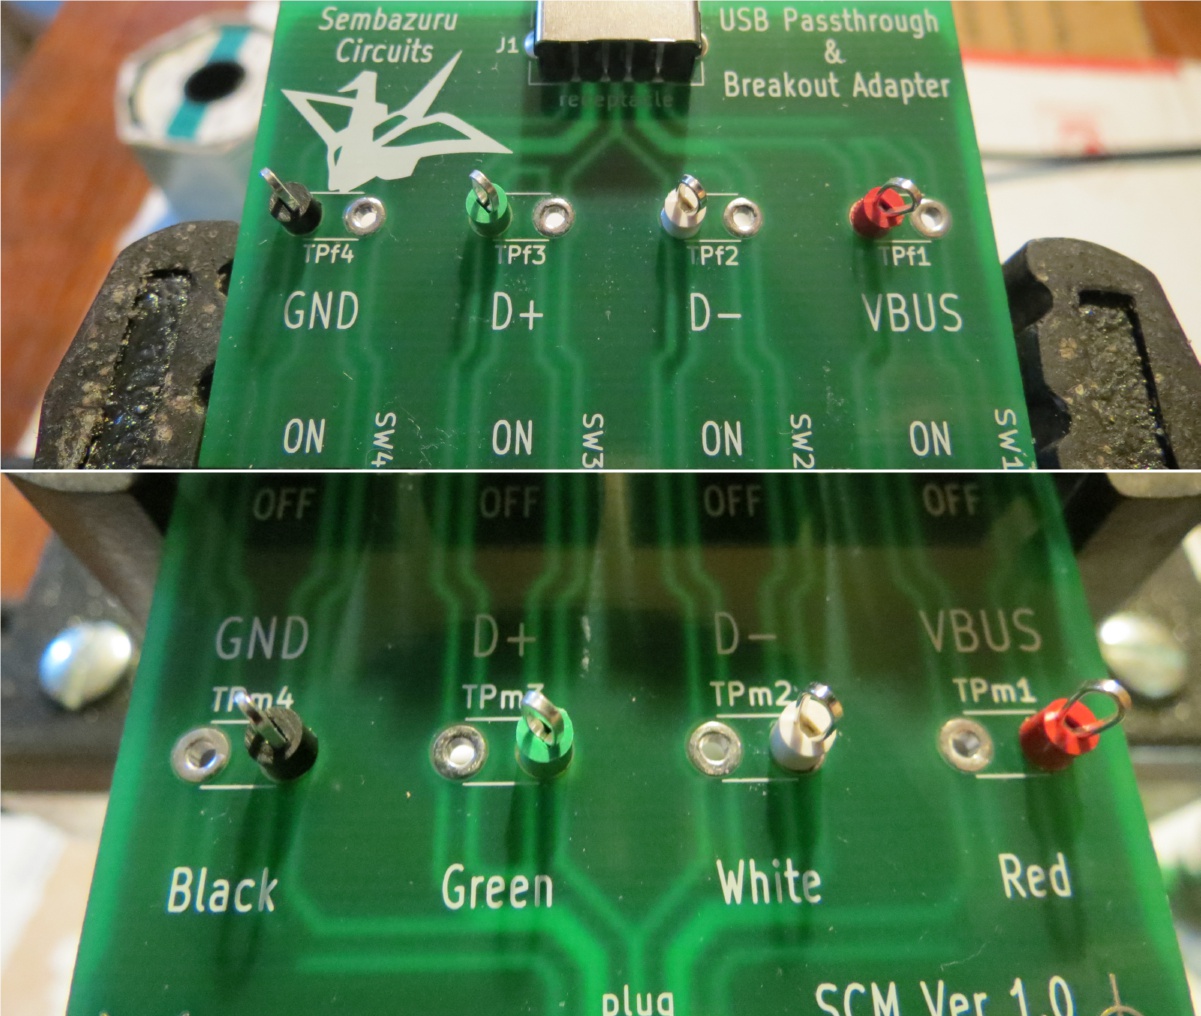 Sembazuru
Circuits
J1
USB Passthrough
&
Breakout Adapter
receptacle
TPf4 TPf3 TPf2 TPf1
GND D+ D- VBUS
ON ON ON ON
SW4 SW3 SW2 SW1
OFF OFF OFF OFF
GND D+ D- VBUS
TPm4 TPm3 TPm2 TPm1
Black Green White Red
plug
SCM Ver 1.0